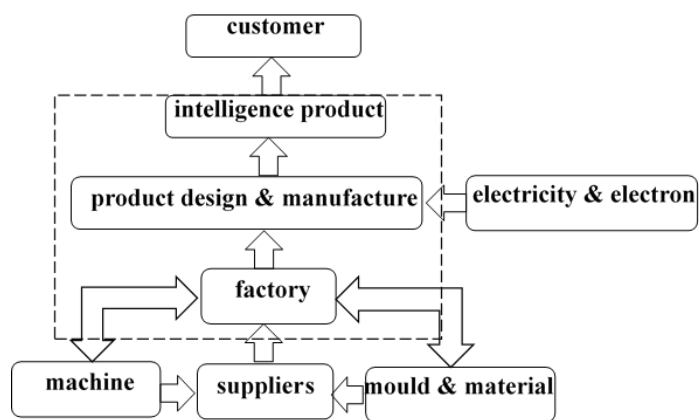 customer
intelligence product
product design & manufacture
electricity & electron
factory
machine
suppliers
mould & material